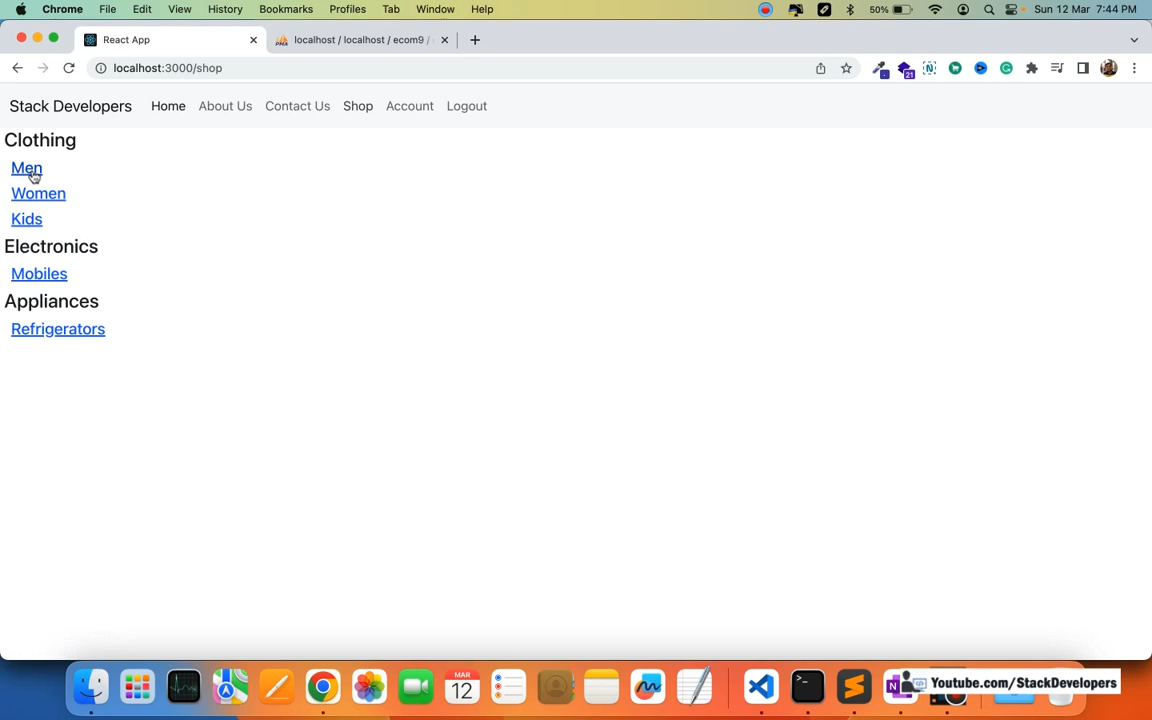 Chrome File Edit View History Bookmarks Profiles Tab Window Help 50% Sun 12 Mar 7:44 PM
React App localhost / localhost / ecom9 /
localhost:3000/shop 21
Stack Developers Home About Us Contact Us Shop Account Logout
Clothing
Men
Women
Kids
Electronics
Mobiles
Appliances
Refrigerators
MAR
12
Youtube.com/StackDevelopers